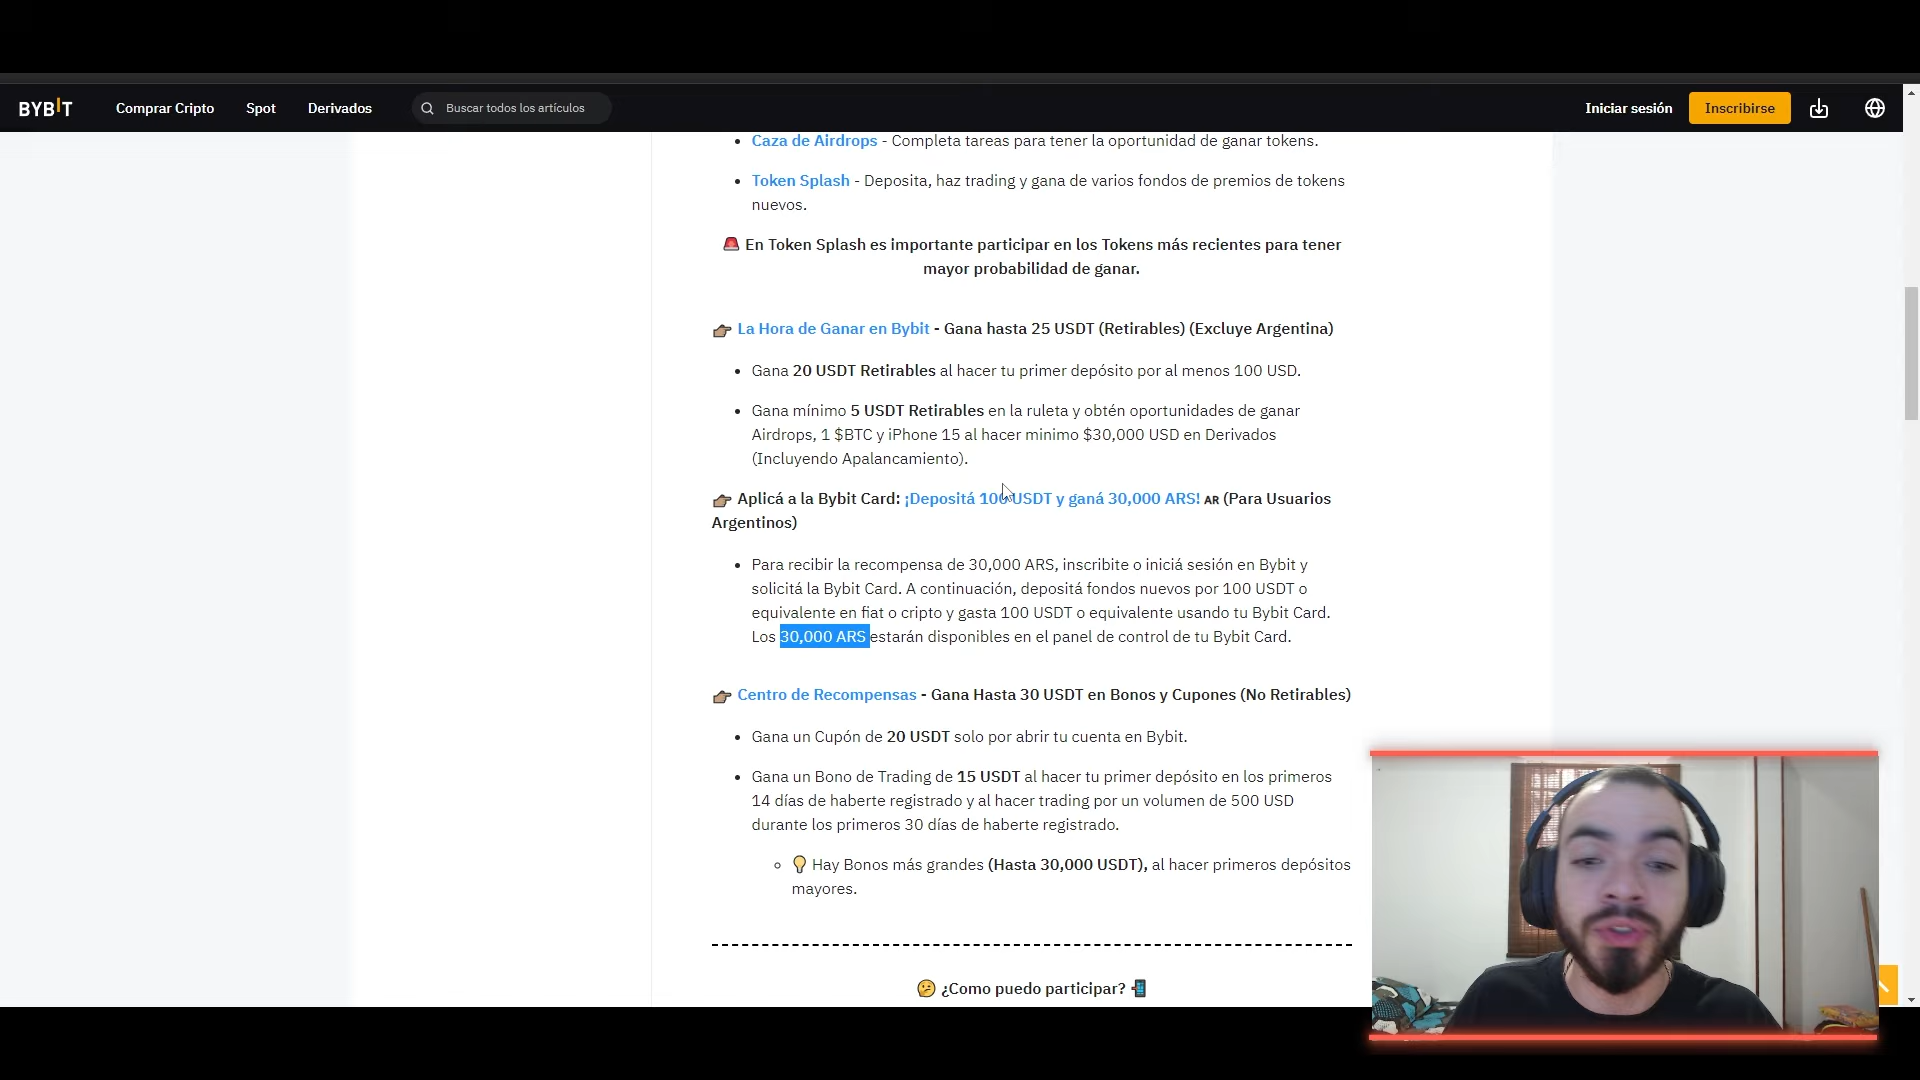 BYBIT
Comprar Cripto
Spot
Derivados
Buscar todos los artículos
Iniciar sesión
Inscribirse
• Caza de Airdrops - Completa tareas para tener la oportunidad de ganar tokens.
• Token Splash - Deposita, haz trading y gana de varios fondos de premios de tokens
nuevos.
🚨 En Token Splash es importante participar en los Tokens más recientes para tener
mayor probabilidad de ganar.
👉🏽 La Hora de Ganar en Bybit - Gana hasta 25 USDT (Retirables) (Excluye Argentina)
• Gana 20 USDT Retirables al hacer tu primer depósito por al menos 100 USD.
• Gana mínimo 5 USDT Retirables en la ruleta y obtén oportunidades de ganar
Airdrops, 1 $BTC y iPhone 15 al hacer minimo $30,000 USD en Derivados
(Incluyendo Apalancamiento).
👉🏽 Aplicá a la Bybit Card: ¡Depositá 100 USDT y ganá 30,000 ARS! AR (Para Usuarios
Argentinos)
• Para recibir la recompensa de 30,000 ARS, inscribite o iniciá sesión en Bybit y
solicitá la Bybit Card. A continuación, depositá fondos nuevos por 100 USDT o
equivalente en fiat o cripto y gasta 100 USDT o equivalente usando tu Bybit Card.
Los 30,000 ARS estarán disponibles en el panel de control de tu Bybit Card.
👉🏽 Centro de Recompensas - Gana Hasta 30 USDT en Bonos y Cupones (No Retirables)
• Gana un Cupón de 20 USDT solo por abrir tu cuenta en Bybit.
• Gana un Bono de Trading de 15 USDT al hacer tu primer depósito en los primeros
14 días de haberte registrado y al hacer trading por un volumen de 500 USD
durante los primeros 30 días de haberte registrado.
◦ 💡 Hay Bonos más grandes (Hasta 30,000 USDT), al hacer primeros depósitos
mayores.
🤔 ¿Como puedo participar? 📲